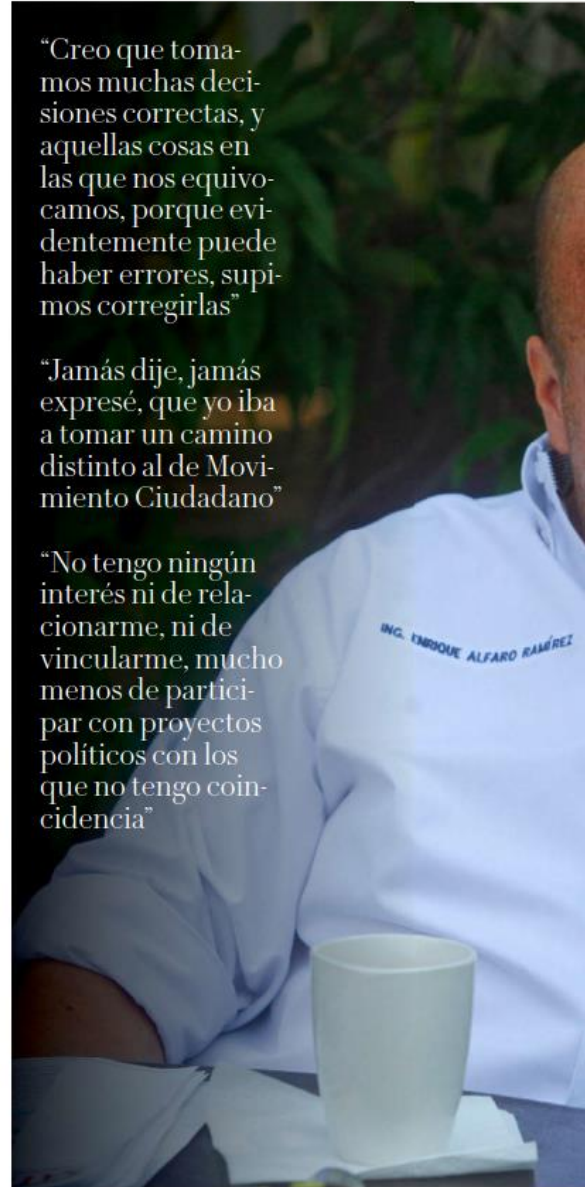 “Creo que toma-
mos muchas deci-
siones correctas, y
aquellas cosas en
las que nos equivo-
camos, porque evi-
dentemente puede
haber errores, supi-
mos corregirlas”
“Jamás dije, jamás
expresé, que yo iba
a tomar un camino
distinto al de Movi-
miento Ciudadano”
“No tengo ningún
interés ni de rela-
cionarme, ni de
vincularme, mucho
menos de partici-
par con proyectos
políticos con los
que no tengo coin-
cidencia”
ING. ENRIQUE ALFARO RAMÍREZ